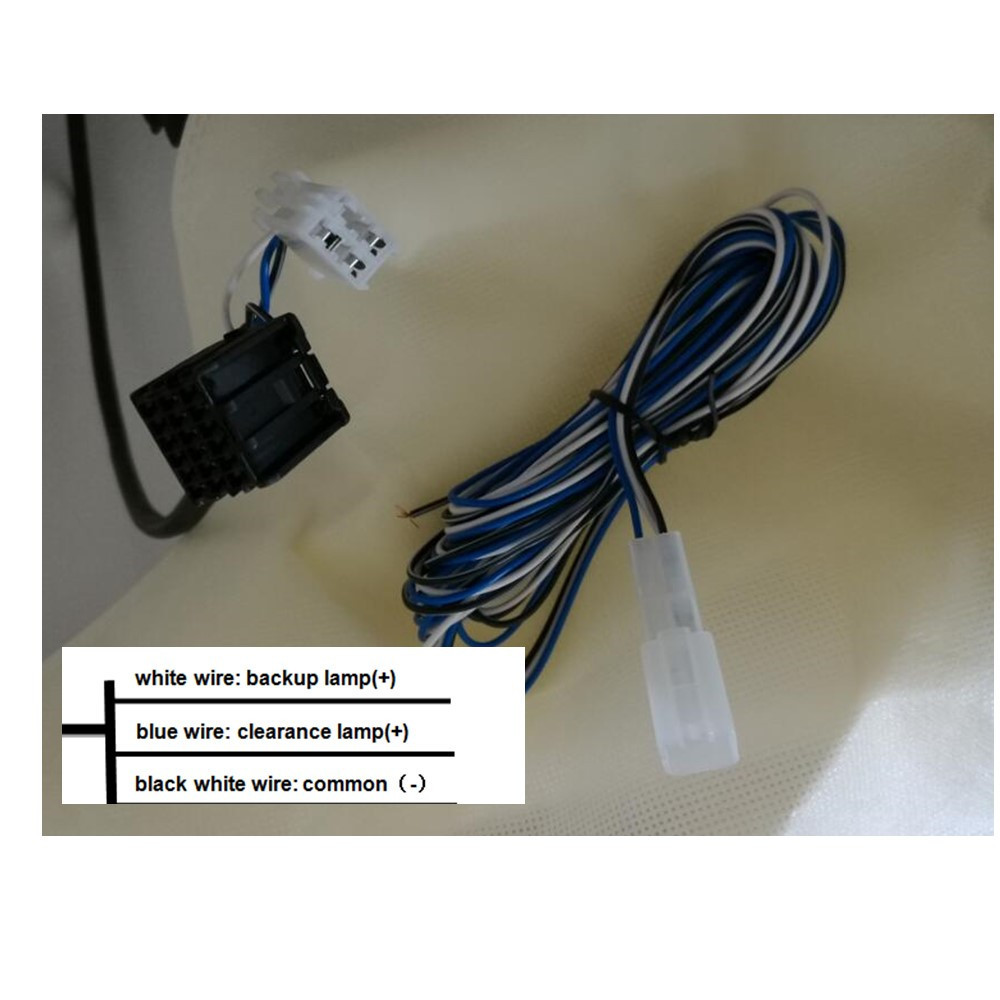 white wire: backup lamp(+)
blue wire: clearance lamp(+)
black white wire: common（-）